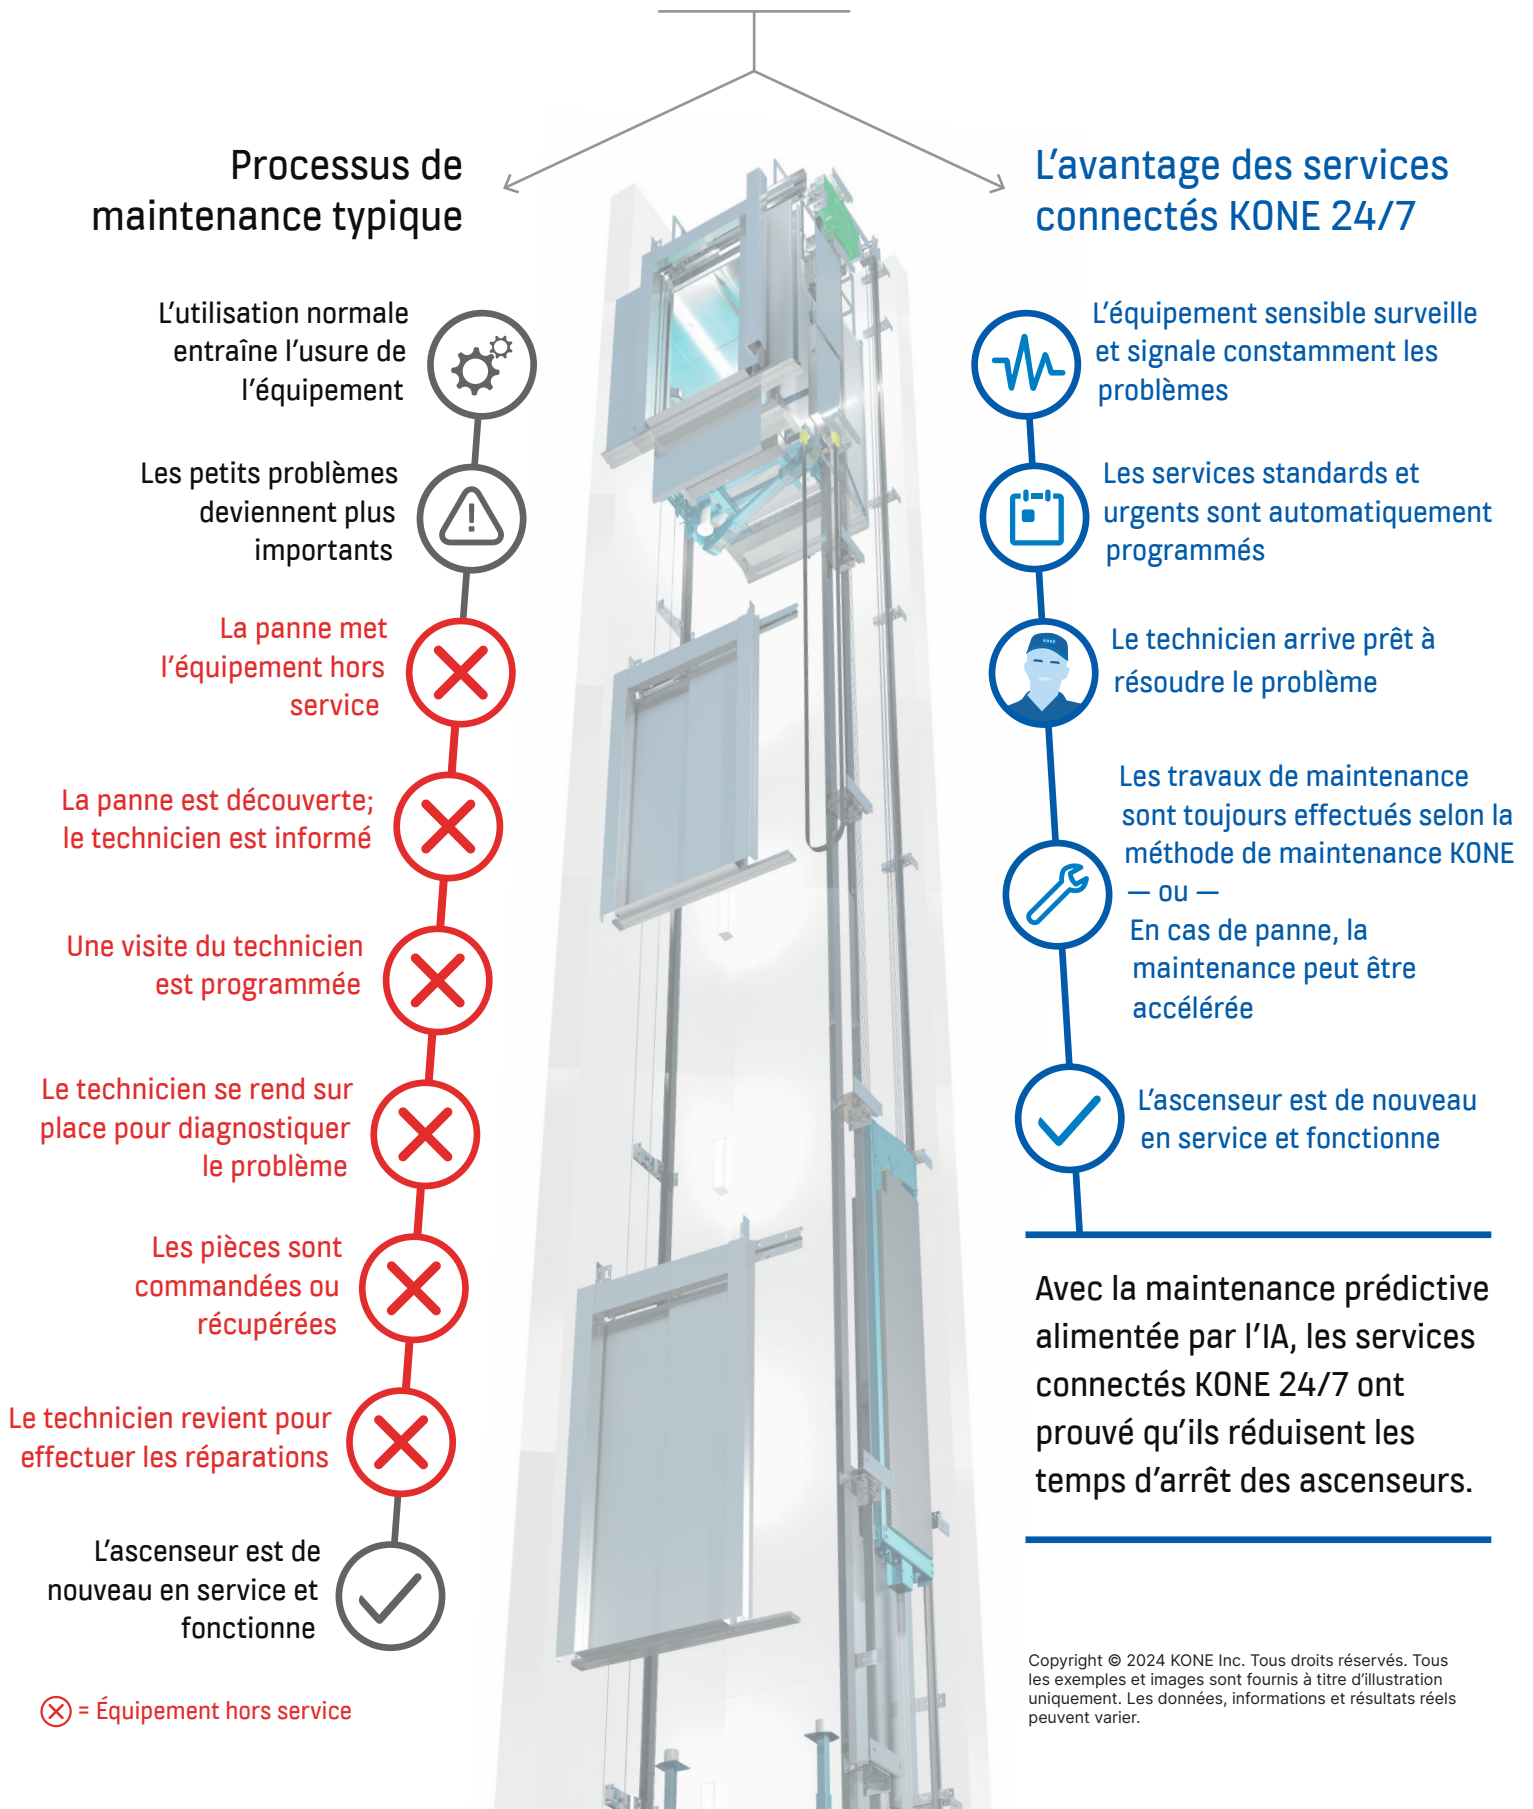 Processus de
maintenance typique
L'utilisation normale
entraîne l'usure de
l'équipement
Les petits problèmes
deviennent plus
importants
La panne met
l'équipement hors
service
La panne est découverte;
le technicien est informé
Une visite du technicien
est programmée
Le technicien se rend sur
place pour diagnostiquer
le problème
Les pièces sont
commandées ou
récupérées
Le technicien revient pour
effectuer les réparations
L'ascenseur est de
nouveau en service et
fonctionne
= Équipement hors service
L'avantage des services
connectés KONE 24/7
L'équipement sensible surveille
et signale constamment les
problèmes
Les services standards et
urgents sont automatiquement
programmés
KONE
Le technicien arrive prêt à
résoudre le problème
Les travaux de maintenance
sont toujours effectués selon la
méthode de maintenance KONE
— ou —
En cas de panne, la
maintenance peut être
accélérée
L'ascenseur est de nouveau
en service et fonctionne
Avec la maintenance prédictive
alimentée par l'IA, les services
connectés KONE 24/7 ont
prouvé qu'ils réduisent les
temps d'arrêt des ascenseurs.
Copyright © 2024 KONE Inc. Tous droits réservés. Tous
les exemples et images sont fournis à titre d'illustration
uniquement. Les données, informations et résultats réels
peuvent varier.